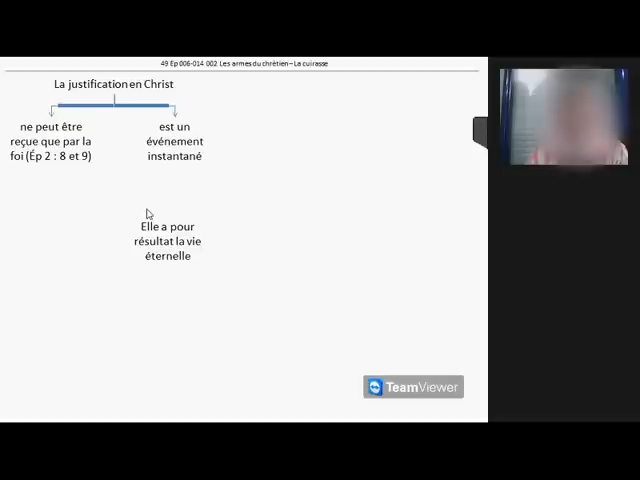 49 Ep 006-014 002 Les armes du chrétien – La cuirasse
La justification en Christ
ne peut être
reçue que par la
foi (Ép 2 : 8 et 9)
est un
événement
instantané
Elle a pour
résultat la vie
éternelle
TeamViewer